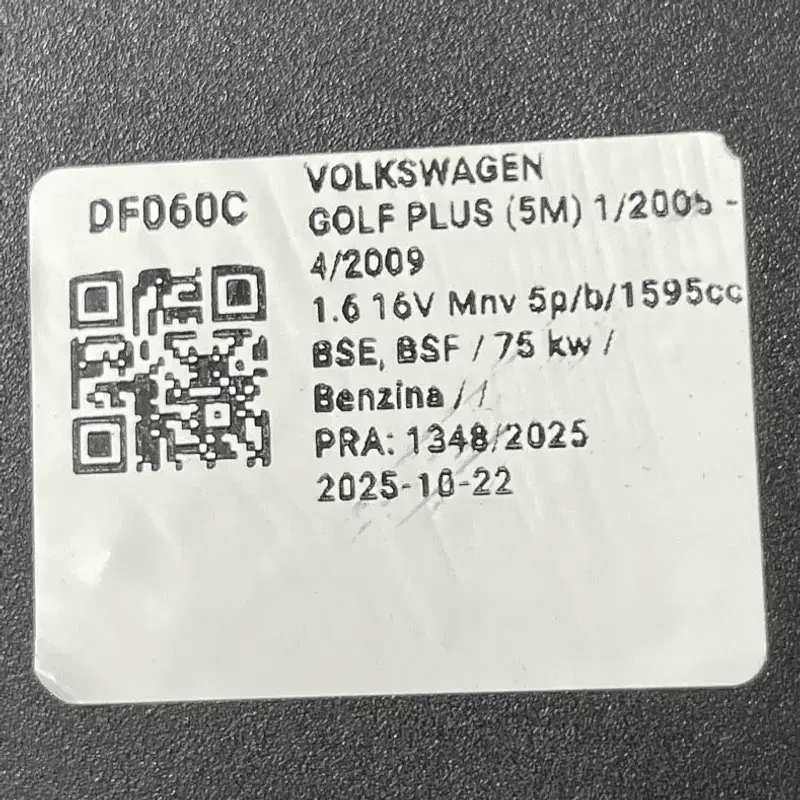 DF060C
VOLKSWAGEN
GOLF PLUS (5M) 1/2005 -
4/2009
1.6 16V Mnv 5p/b/1595cc
BSE, BSF / 75 kw /
Benzina / /
PRA: 1348/2025
2025-10-22